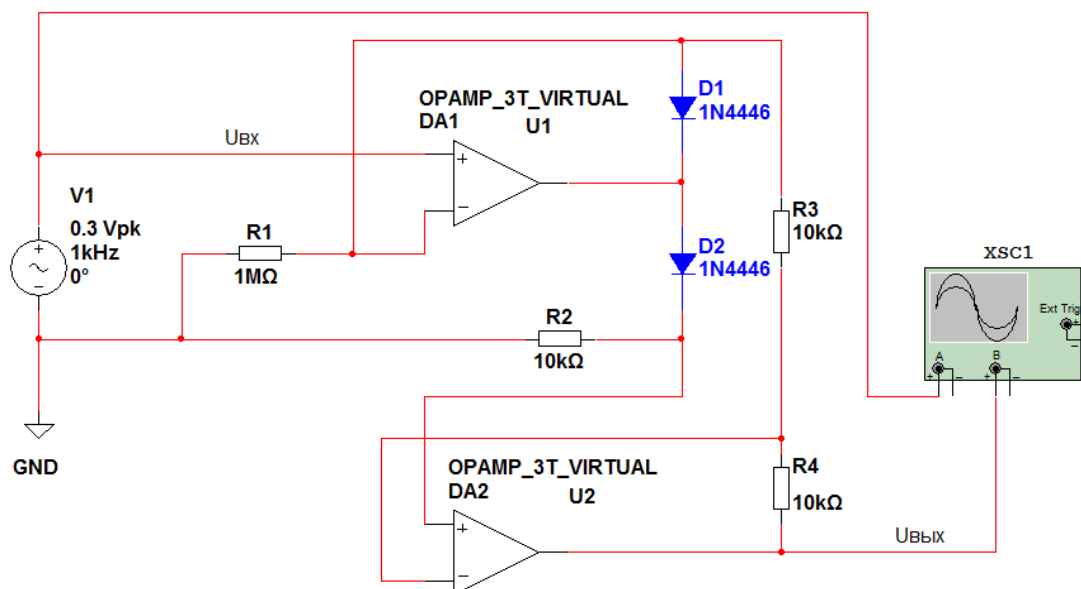 OPAMP_3T_VIRTUAL
DA1
U1
+
−
D1
1N4446
Uвх
V1
0.3 Vpk
1kHz
0°
+
−
R1
1MΩ
R3
10kΩ
D2
1N4446
xsc1
Ext Trig
+
−
A
B
+
−
+
−
R2
10kΩ
GND
OPAMP_3T_VIRTUAL
DA2
U2
+
−
R4
10kΩ
Uвых